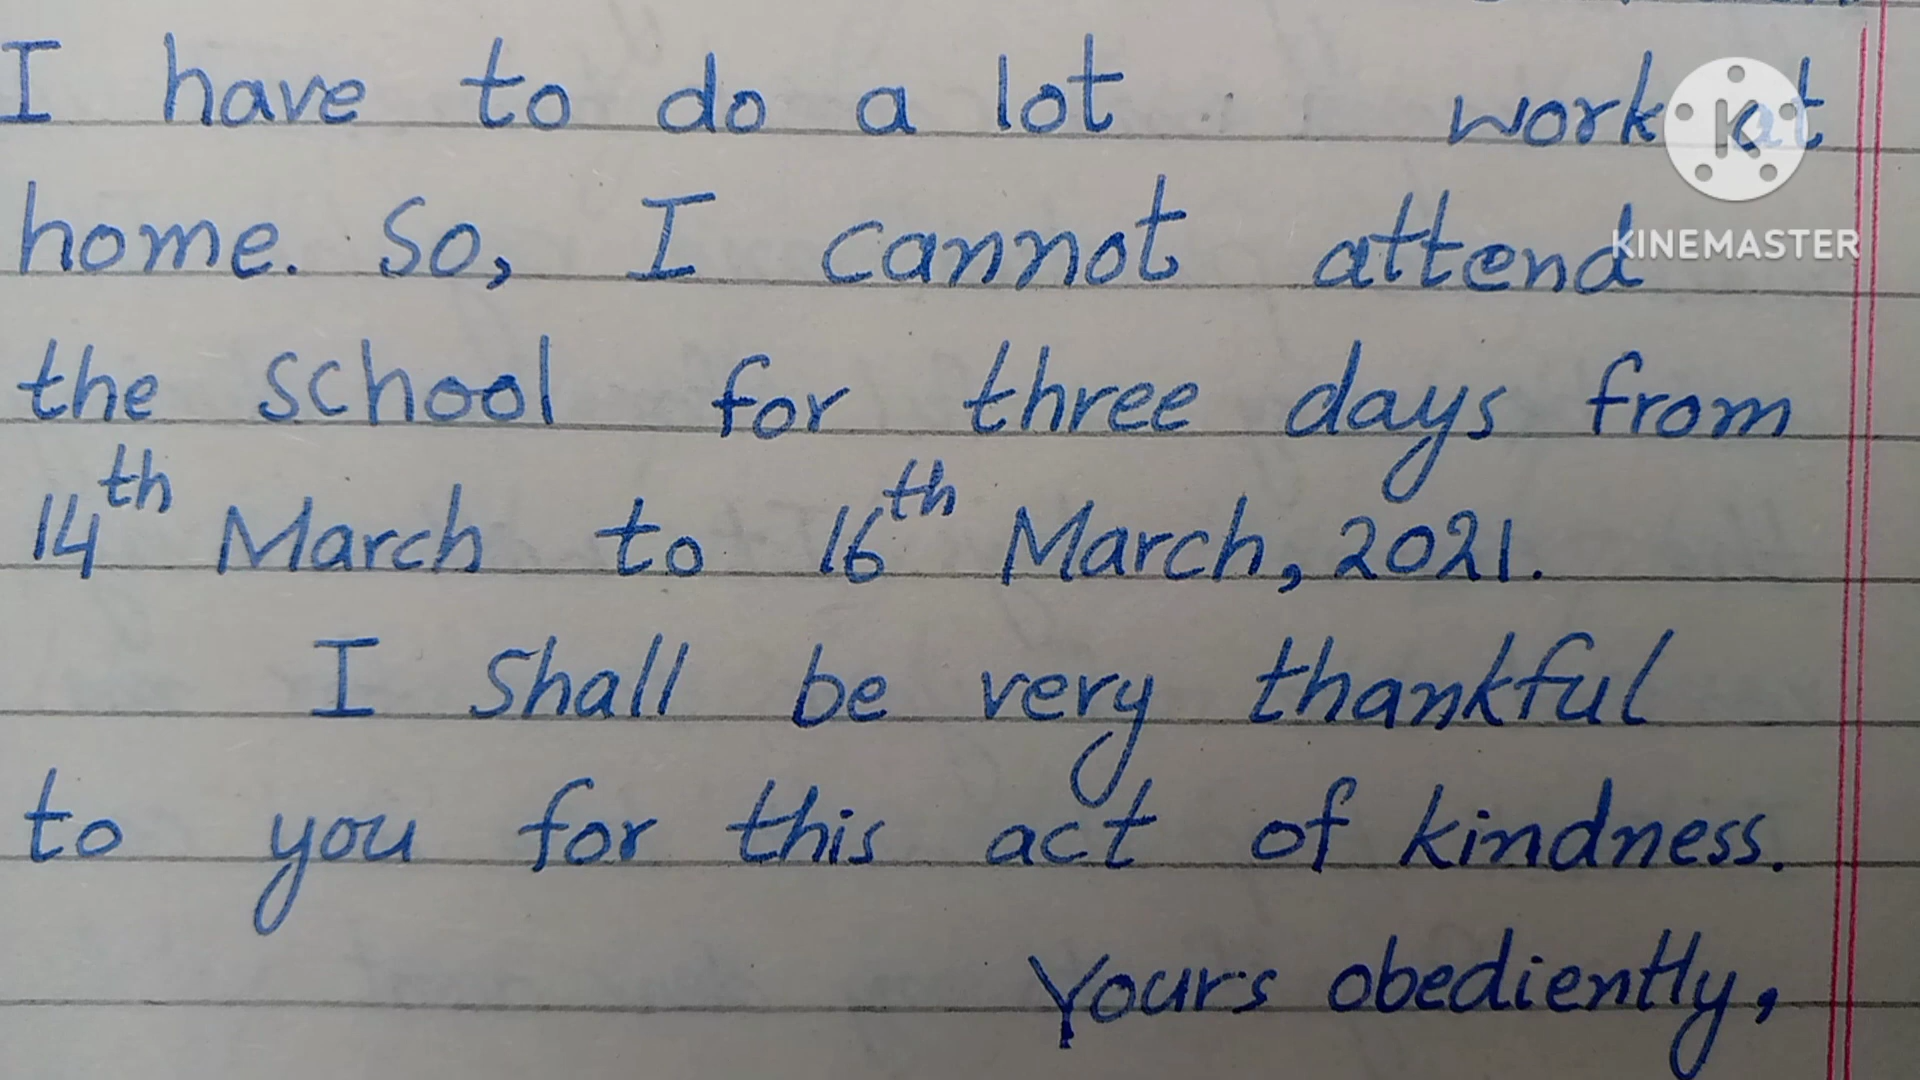 I have to do a lot work at
home. So, I cannot attend
KINEMASTER
the school for three days from
14th March to 16th March, 2021.
I Shall be very thankful
to you for this act of kindness.
Yours obediently,